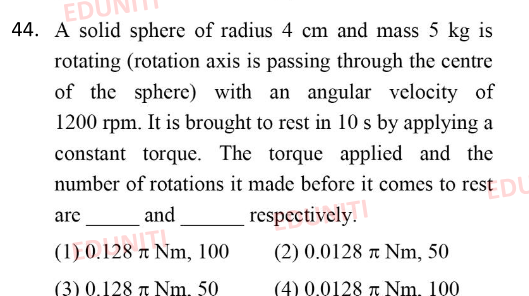 EDUNITI
44. A solid sphere of radius 4 cm and mass 5 kg is
rotating (rotation axis is passing through the centre
of the sphere) with an angular velocity of
1200 rpm. It is brought to rest in 10 s by applying a
constant torque. The torque applied and the
number of rotations it made before it comes to rest
EDU
are _____ and ______ respectively.
EDUNITI
(1) 0.128 π Nm, 100 (2) 0.0128 π Nm, 50
EDUNITI
(3) 0.128 π Nm, 50 (4) 0.0128 π Nm, 100